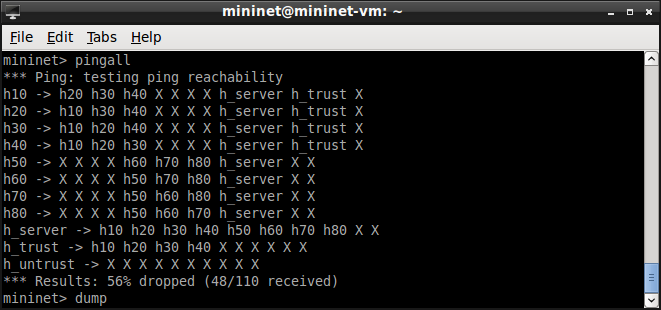 mininet@mininet-vm: ~
File Edit Tabs Help
mininet> pingall
*** Ping: testing ping reachability
h10 -> h20 h30 h40 X X X X h_server h_trust X
h20 -> h10 h30 h40 X X X X h_server h_trust X
h30 -> h10 h20 h40 X X X X h_server h_trust X
h40 -> h10 h20 h30 X X X X h_server h_trust X
h50 -> X X X X h60 h70 h80 h_server X X
h60 -> X X X X h50 h70 h80 h_server X X
h70 -> X X X X h50 h60 h80 h_server X X
h80 -> X X X X h50 h60 h70 h_server X X
h_server -> h10 h20 h30 h40 h50 h60 h70 h80 X X
h_trust -> h10 h20 h30 h40 X X X X X X
h_untrust -> X X X X X X X X X X
*** Results: 56% dropped (48/110 received)
mininet> dump